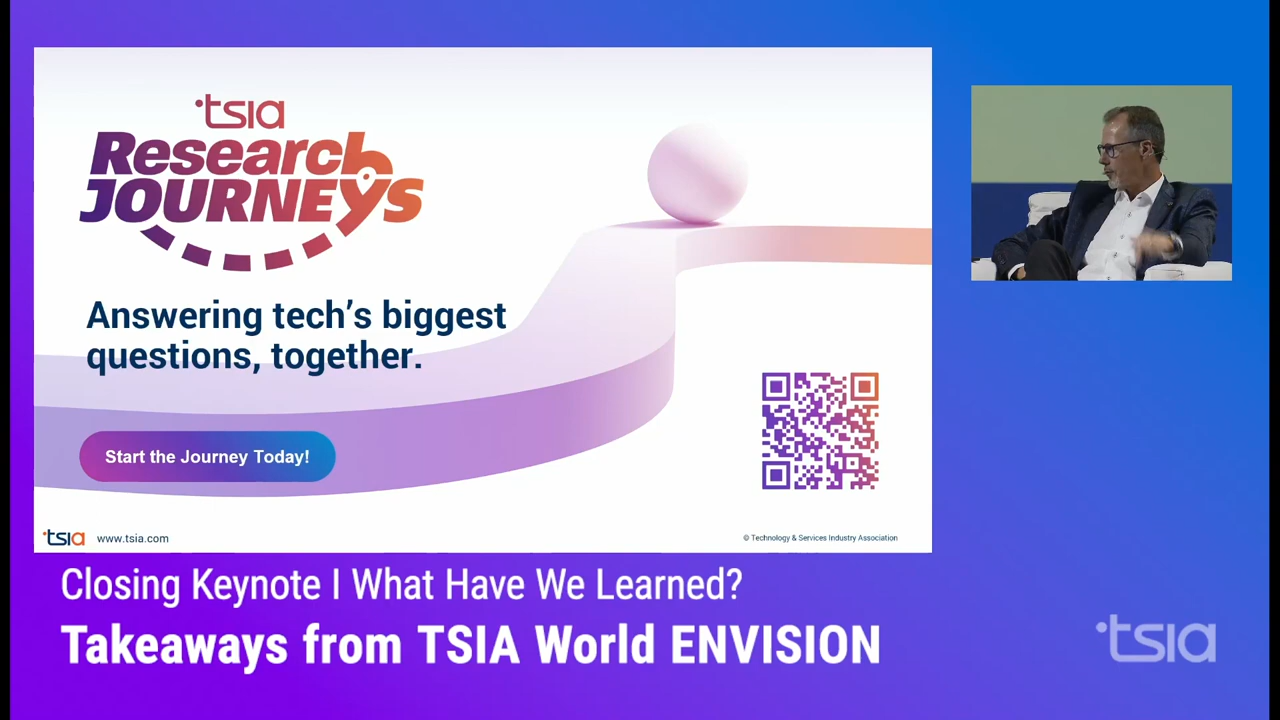 tsia
Research
JOURNEYS
Answering tech's biggest
questions, together.
Start the Journey Today!
tsia www.tsia.com
© Technology & Services Industry Association
Closing Keynote I What Have We Learned?
Takeaways from TSIA World ENVISION
tsia